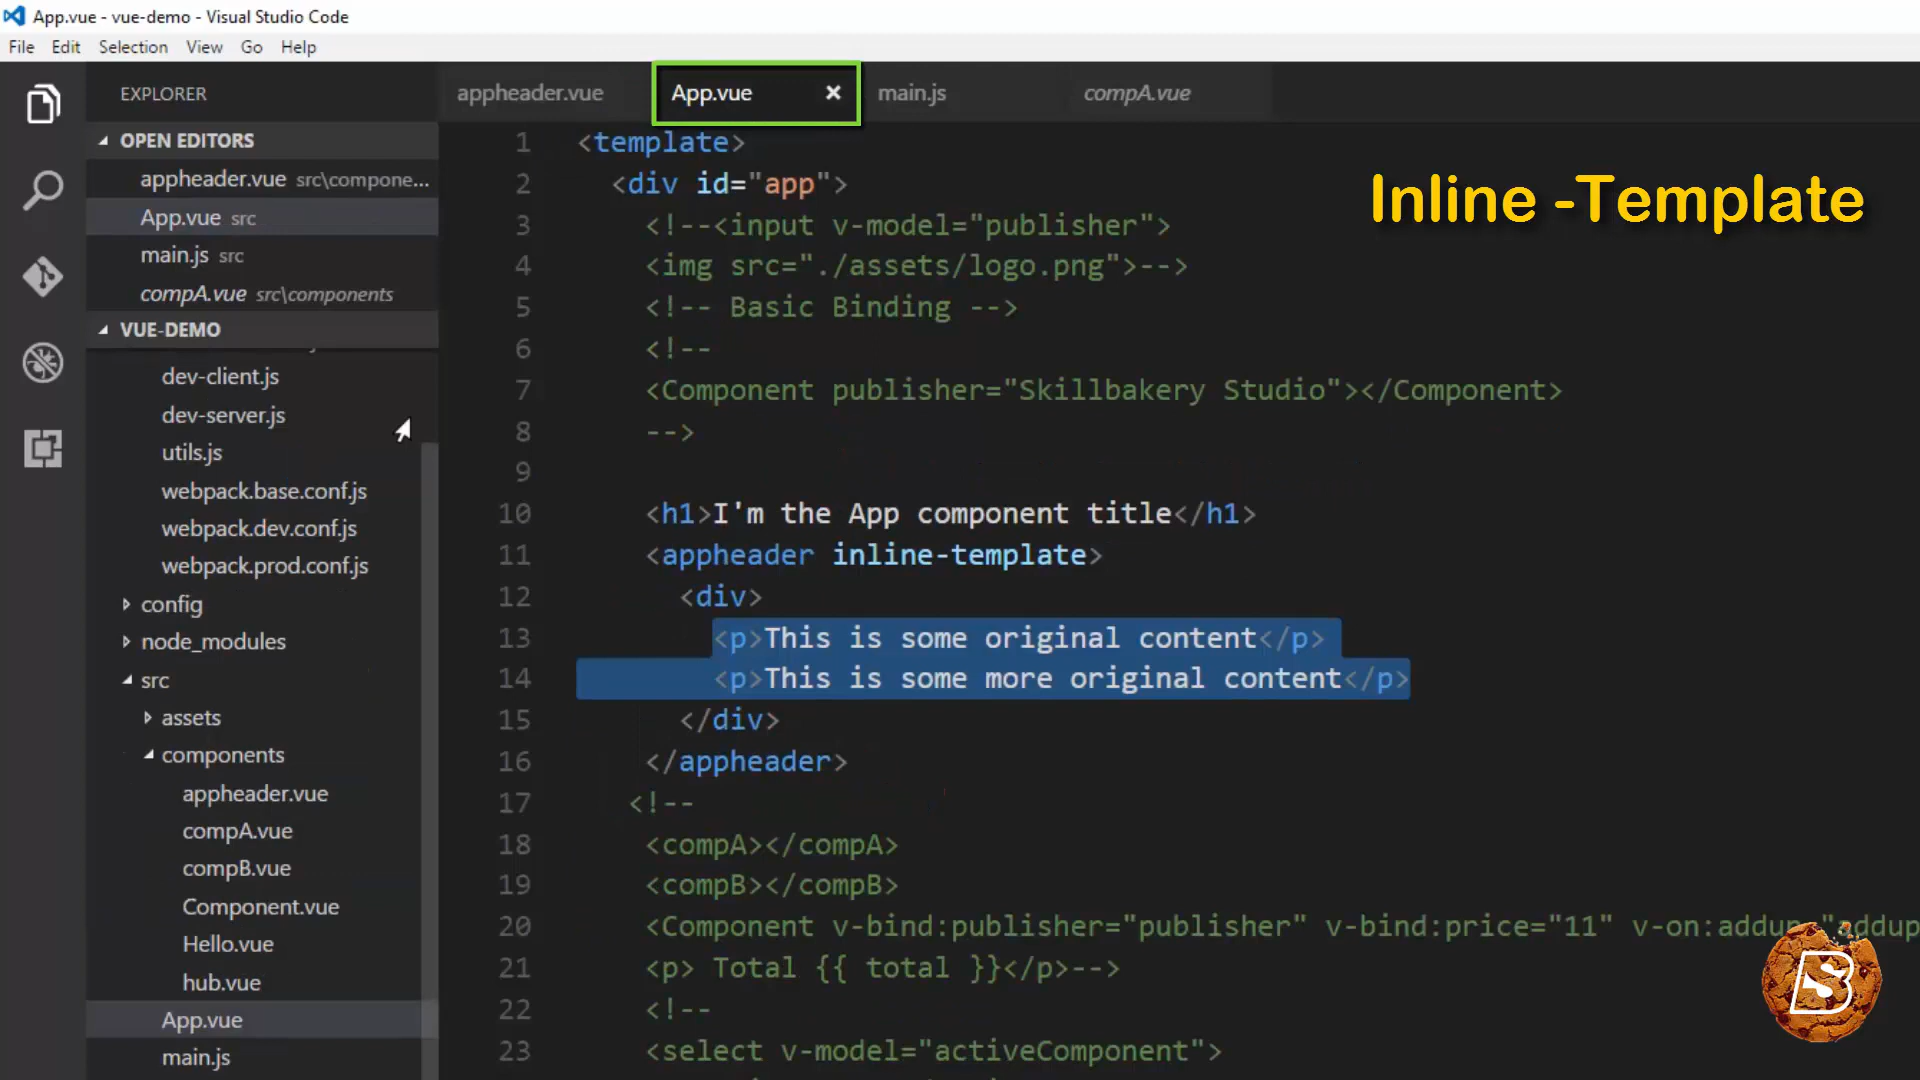 App.vue - vue-demo - Visual Studio Code
File Edit Selection View Go Help
EXPLORER
OPEN EDITORS
appheader.vue src\compone...
App.vue src
main.js src
compA.vue src\components
VUE-DEMO
dev-client.js
dev-server.js
utils.js
webpack.base.conf.js
webpack.dev.conf.js
webpack.prod.conf.js
config
node_modules
src
assets
components
appheader.vue
compA.vue
compB.vue
Component.vue
Hello.vue
hub.vue
App.vue
main.js
appheader.vue App.vue × main.js compA.vue
Inline -Template
1 <template>
2 <div id="app">
3 <!--<input v-model="publisher">
4 <img src="./assets/logo.png">-->
5 <!-- Basic Binding -->
6 <!--
7 <Component publisher="Skillbakery Studio"></Component>
8 -->
9
10 <h1>I'm the App component title</h1>
11 <appheader inline-template>
12 <div>
13 <p>This is some original content</p>
14 <p>This is some more original content</p>
15 </div>
16 </appheader>
17 <!--
18 <compA></compA>
19 <compB></compB>
20 <Component v-bind:publisher="publisher" v-bind:price="11" v-on:addup="addup
21 <p> Total {{ total }}</p>-->
22 <!--
23 <select v-model="activeComponent">